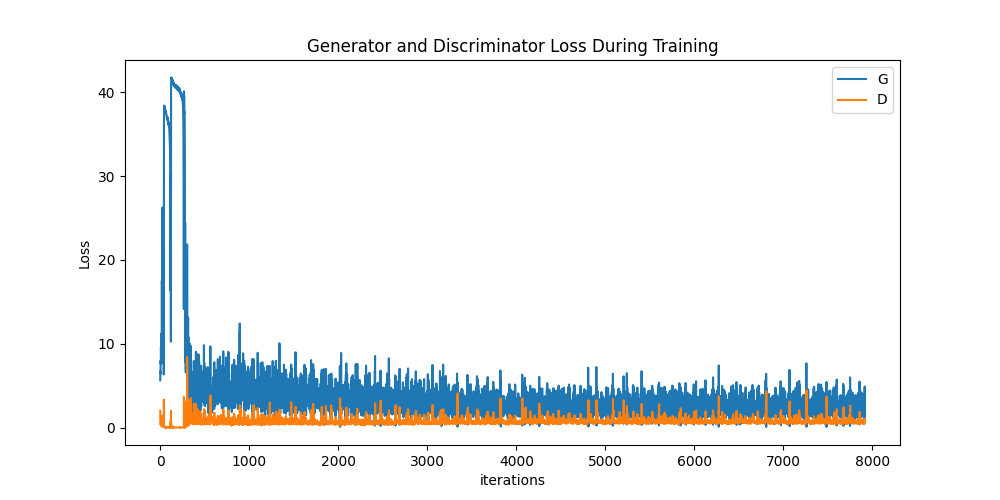 Generator and Discriminator Loss During Training
G
D
40
30
20
10
0
Loss
0 1000 2000 3000 4000 5000 6000 7000 8000
iterations